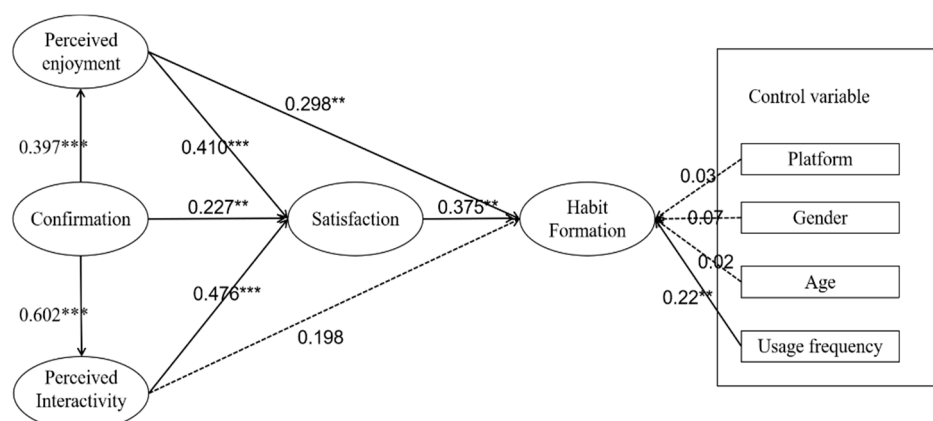 Perceived
enjoyment
0.298**
Control variable
0.397***
0.410***
Platform
0.03
Confirmation
0.227**
Satisfaction
0.375**
Habit
Formation
0.07
Gender
0.02
Age
0.602***
0.476***
0.22**
0.198
Usage frequency
Perceived
Interactivity